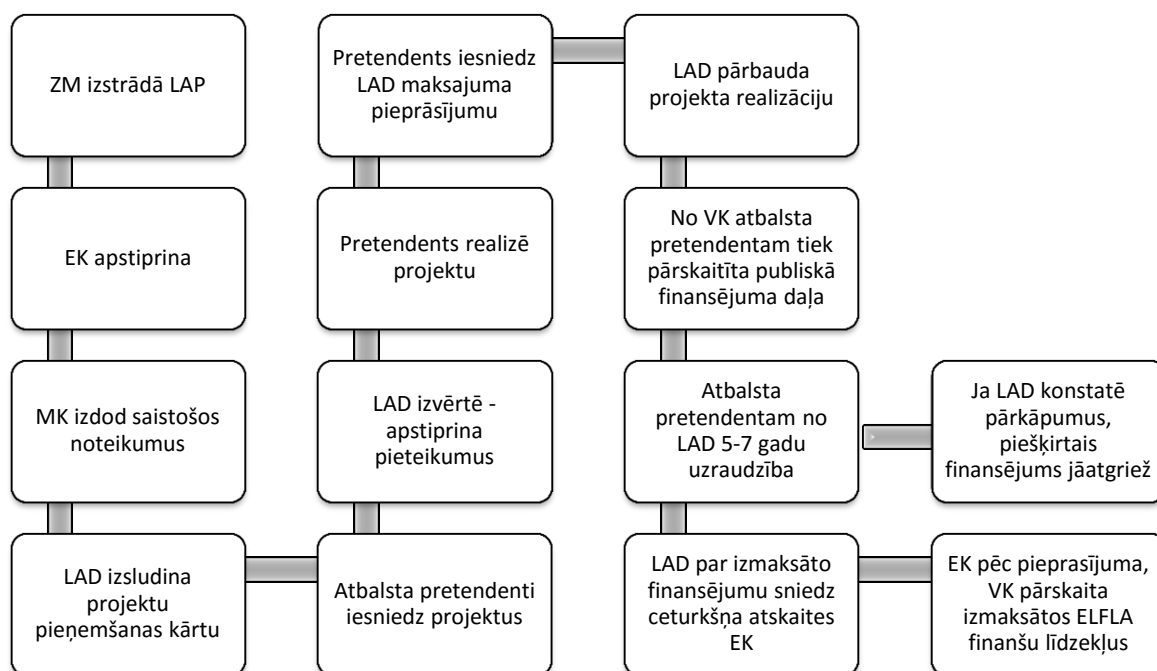 ZM izstrādā LAP
EK apstiprina
MK izdod saistošos
noteikumus
LAD izsludina
projektu
pieņemšanas kārtu
Atbalsta pretendenti
iesniedz projektus
LAD izvērtē -
apstiprina
pieteikumus
Pretendents realizē
projektu
Pretendents iesniedz
LAD maksajuma
pieprāsījumu
LAD pārbauda
projekta realizāciju
No VK atbalsta
pretendentam tiek
pārskaitīta publiskā
finansējuma daļa
Atbalsta
pretendentam no
LAD 5-7 gadu
uzraudzība
Ja LAD konstatē
pārkāpumus,
piešķirtais
finansējums jāatgriež
LAD par izmaksāto
finansējumu sniedz
ceturkšņa atskaites
EK
EK pēc pieprasījuma,
VK pārskaita
izmaksātos ELFLA
finanšu līdzekļus